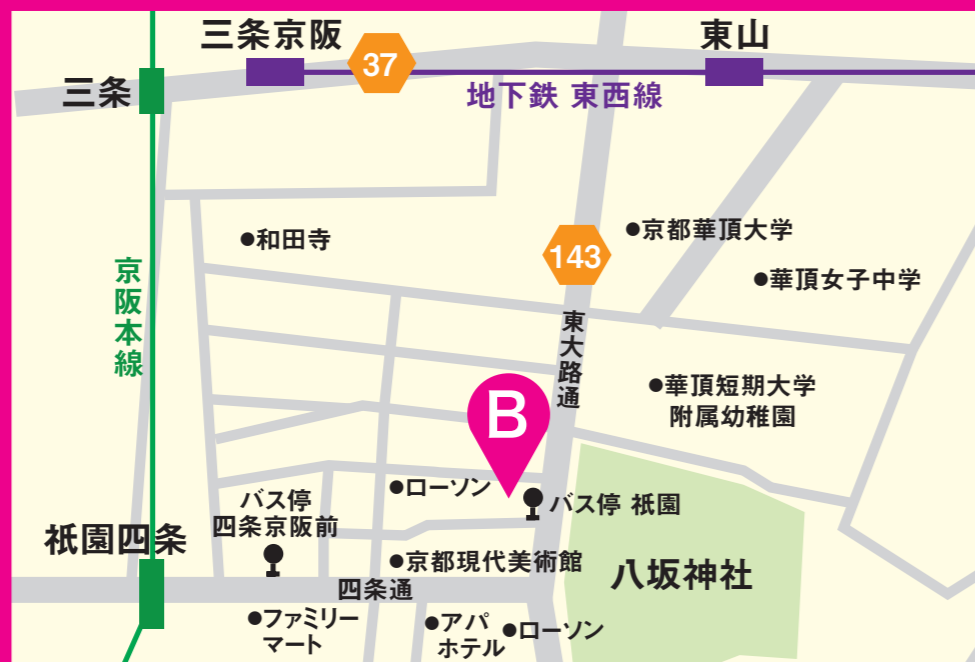 三条京阪
37
東山
三条
地下鉄 東西線
和田寺
京都華頂大学
143
華頂女子中学
京阪本線
東大路通
華頂短期大学
附属幼稚園
B
ローソン
バス停
四条京阪前
バス停 祇園
祇園四条
京都現代美術館
八坂神社
四条通
ファミリー
マート
アパ
ホテル
ローソン